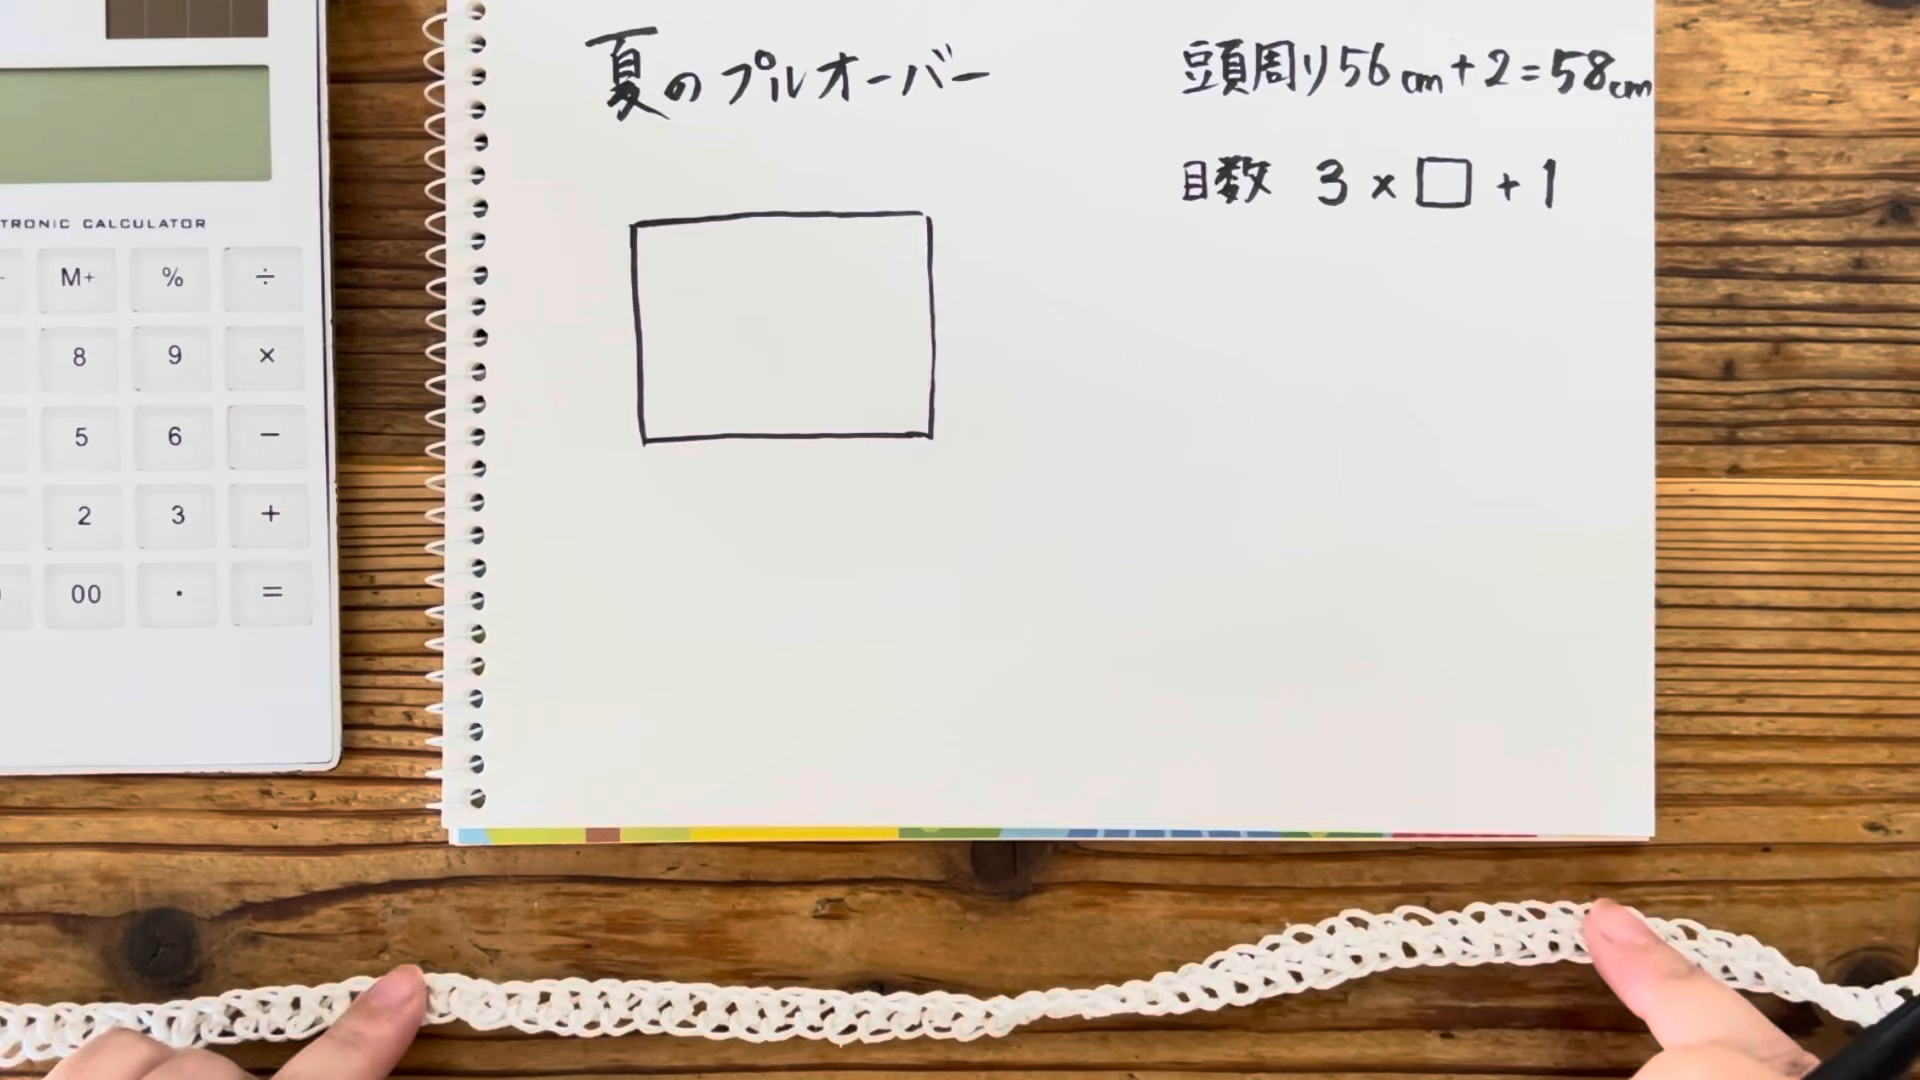 夏のプルオーバー
頭周り56cm+2=58cm
目数 3×□+1
TRONIC CALCULATOR
M+ % ÷
8 9 ×
5 6 −
2 3 +
00 · =